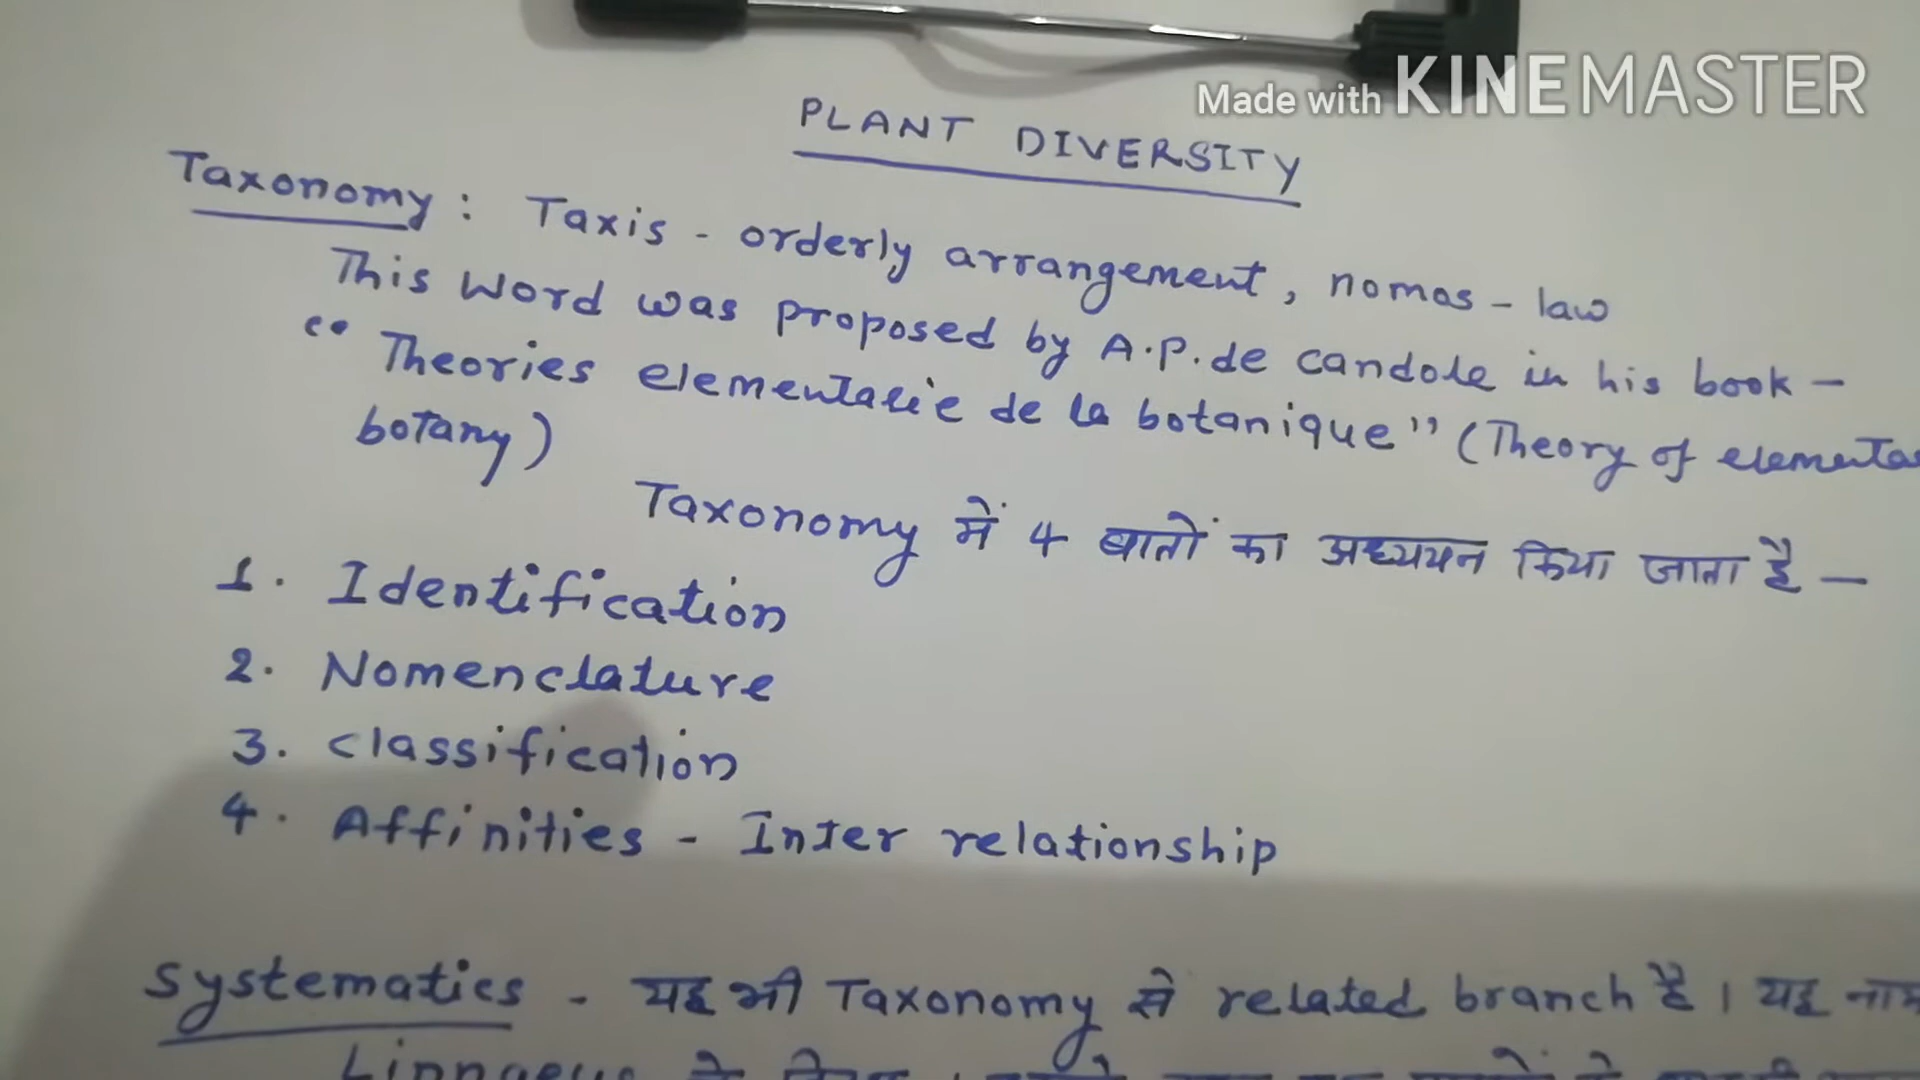 Made with KINEMASTER
PLANT DIVERSITY
Taxonomy : Taxis - orderly arrangement, nomos - law
This word was proposed by A.P. de candole in his book -
"Theories elementarie de la botanique" (Theory of
botany)
Taxonomy में 4 बातों का अध्ययन किया जाता है -
1. Identification
2. Nomenclature
3. classification
4. Affinities - Inter relationship
Systematics - यह भी Taxonomy से related branch है। यह नाम
Linnaeus ने